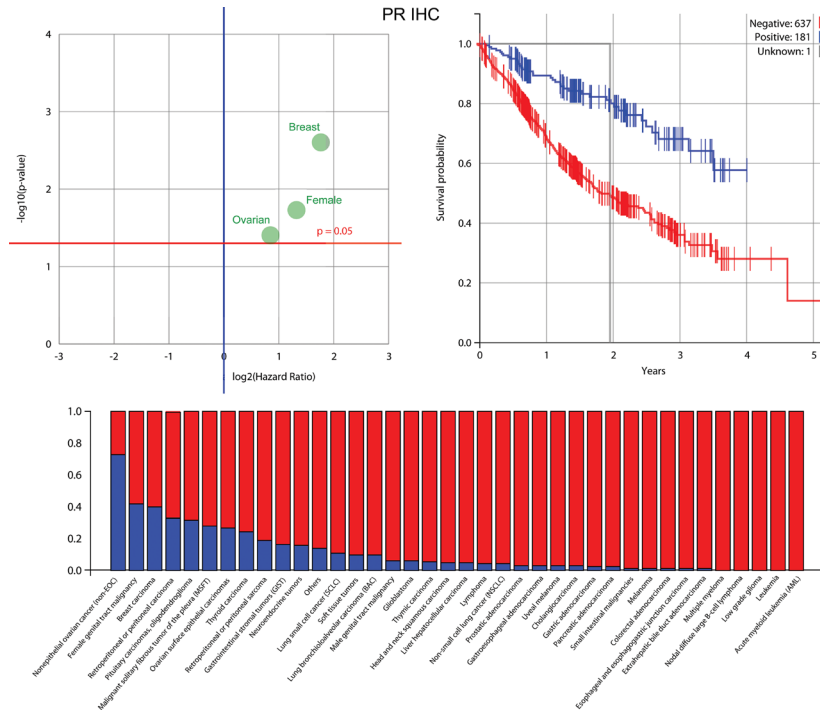 PR IHC
4
3
2
1
0
-3
-2
-1
0
1
2
3
-log10(p-value)
log2(Hazard Ratio)
Breast
Female
Ovarian
p = 0.05
Negative: 637
Positive: 181
Unknown: 1
1.0
0.8
0.6
0.4
0.2
0.0
0
1
2
3
4
5
Survival probability
Years
1.0
0.8
0.6
0.4
0.2
0.0
Nonepithelial ovarian cancer (non-EOC)
Female genital tract malignancy
Breast carcinoma
Retroperitoneal or peritoneal carcinoma
Pituitary carcinomas, oligodendroglioma
Malignant solitary fibrous tumor of the pleura (MSFT)
Ovarian surface epithelial carcinomas
Thyroid carcinoma
Retroperitoneal or peritoneal sarcoma
Gastrointestinal stromal tumors (GIST)
Neuroendocrine tumors
Others
Lung small cell cancer (SCLC)
Soft tissue tumors
Lung bronchioloalveolar carcinoma (BAC)
Male genital tract malignancy
Glioblastoma
Thymic carcinoma
Head and neck squamous carcinoma
Liver hepatocellular carcinoma
Lymphoma
Non-small cell lung cancer (NSCLC)
Prostatic adenocarcinoma
Gastroesophageal adenocarcinoma
Uveal melanoma
Cholangiocarcinoma
Gastric adenocarcinoma
Pancreatic adenocarcinoma
Small intestinal malignancies
Melanoma
Colorectal adenocarcinoma
Esophageal and esophagogastric junction carcinoma
Extrahepatic bile duct adenocarcinoma
Multiple myeloma
Nodal diffuse large B-cell lymphoma
Low grade glioma
Leukemia
Acute myeloid leukemia (AML)